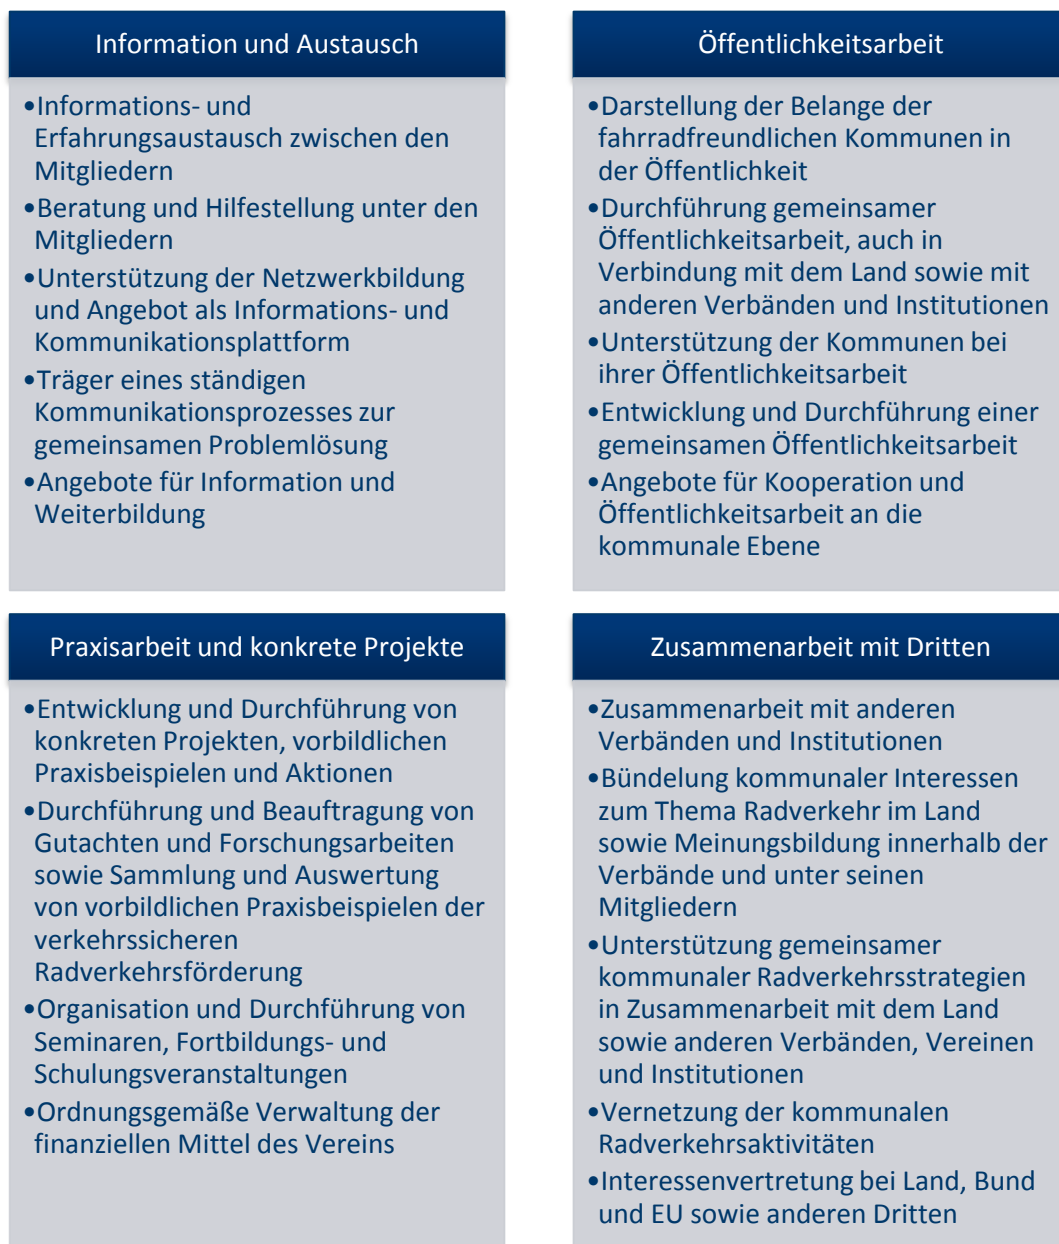 Information und Austausch
•Informations- und
Erfahrungsaustausch zwischen den
Mitgliedern
•Beratung und Hilfestellung unter den
Mitgliedern
•Unterstützung der Netzwerkbildung
und Angebot als Informations- und
Kommunikationsplattform
•Träger eines ständigen
Kommunikationsprozesses zur
gemeinsamen Problemlösung
•Angebote für Information und
Weiterbildung
Öffentlichkeitsarbeit
•Darstellung der Belange der
fahrradfreundlichen Kommunen in
der Öffentlichkeit
•Durchführung gemeinsamer
Öffentlichkeitsarbeit, auch in
Verbindung mit dem Land sowie mit
anderen Verbänden und Institutionen
•Unterstützung der Kommunen bei
ihrer Öffentlichkeitsarbeit
•Entwicklung und Durchführung einer
gemeinsamen Öffentlichkeitsarbeit
•Angebote für Kooperation und
Öffentlichkeitsarbeit an die
kommunale Ebene
Praxisarbeit und konkrete Projekte
•Entwicklung und Durchführung von
konkreten Projekten, vorbildlichen
Praxisbeispielen und Aktionen
•Durchführung und Beauftragung von
Gutachten und Forschungsarbeiten
sowie Sammlung und Auswertung
von vorbildlichen Praxisbeispielen der
verkehrssicheren
Radverkehrsförderung
•Organisation und Durchführung von
Seminaren, Fortbildungs- und
Schulungsveranstaltungen
•Ordnungsgemäße Verwaltung der
finanziellen Mittel des Vereins
Zusammenarbeit mit Dritten
•Zusammenarbeit mit anderen
Verbänden und Institutionen
•Bündelung kommunaler Interessen
zum Thema Radverkehr im Land
sowie Meinungsbildung innerhalb der
Verbände und unter seinen
Mitgliedern
•Unterstützung gemeinsamer
kommunaler Radverkehrsstrategien
in Zusammenarbeit mit dem Land
sowie anderen Verbänden, Vereinen
und Institutionen
•Vernetzung der kommunalen
Radverkehrsaktivitäten
•Interessenvertretung bei Land, Bund
und EU sowie anderen Dritten